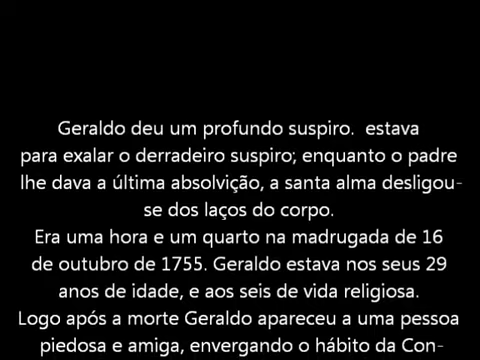 Geraldo deu um profundo suspiro.  estava
para exalar o derradeiro suspiro; enquanto o padre
lhe dava a última absolvição, a santa alma desligou-
se dos laços do corpo.
Era uma hora e um quarto na madrugada de 16
de outubro de 1755. Geraldo estava nos seus 29
anos de idade, e aos seis de vida religiosa.
Logo após a morte Geraldo apareceu a uma pessoa
piedosa e amiga, envergando o hábito da Con-